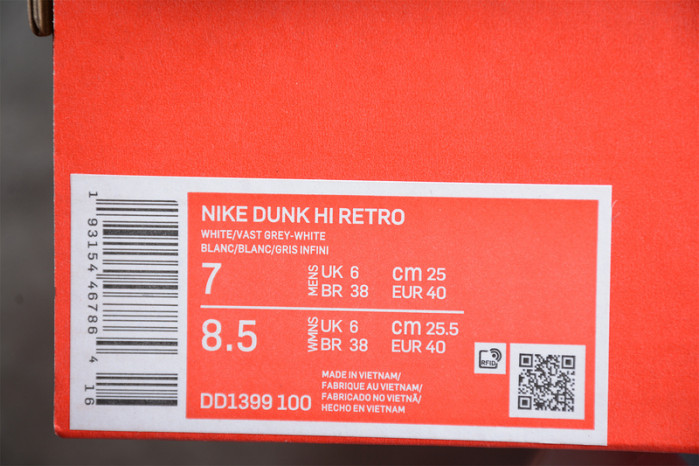 1 93154 46786 4 16
NIKE DUNK HI RETRO
WHITE/VAST GREY-WHITE
BLANC/BLANC/GRIS INFINI
7 MENS UK 6 cm 25
BR 38 EUR 40
8.5 WMNS UK 6 cm 25.5
BR 38 EUR 40
RFID
MADE IN VIETNAM/
FABRIQUE AU VIETNAM/
FABRICADO NO VIETNÃ/
HECHO EN VIETNAM
DD1399 100